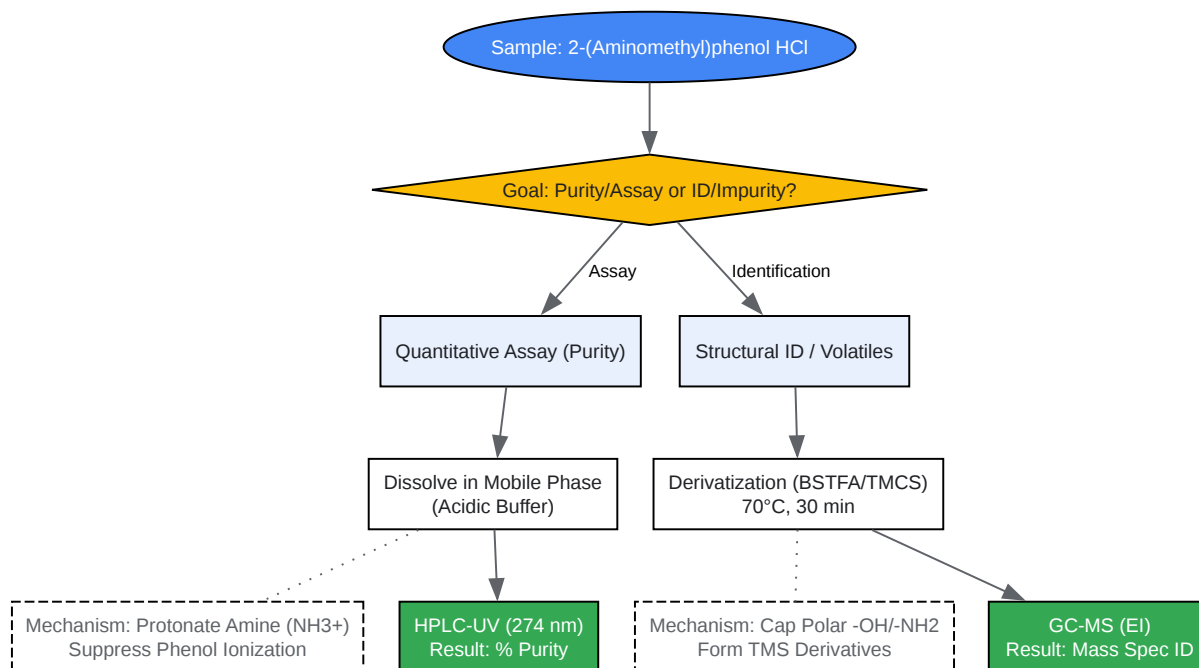 Sample: 2-(Aminomethyl)phenol HCl
Goal: Purity/Assay or ID/Impurity?
Assay
Identification
Quantitative Assay (Purity)
Structural ID / Volatiles
Dissolve in Mobile Phase
(Acidic Buffer)
Derivatization (BSTFA/TMCS)
70°C, 30 min
Mechanism: Protonate Amine (NH3+)
Suppress Phenol Ionization
HPLC-UV (274 nm)
Result: % Purity
Mechanism: Cap Polar -OH/-NH2
Form TMS Derivatives
GC-MS (EI)
Result: Mass Spec ID